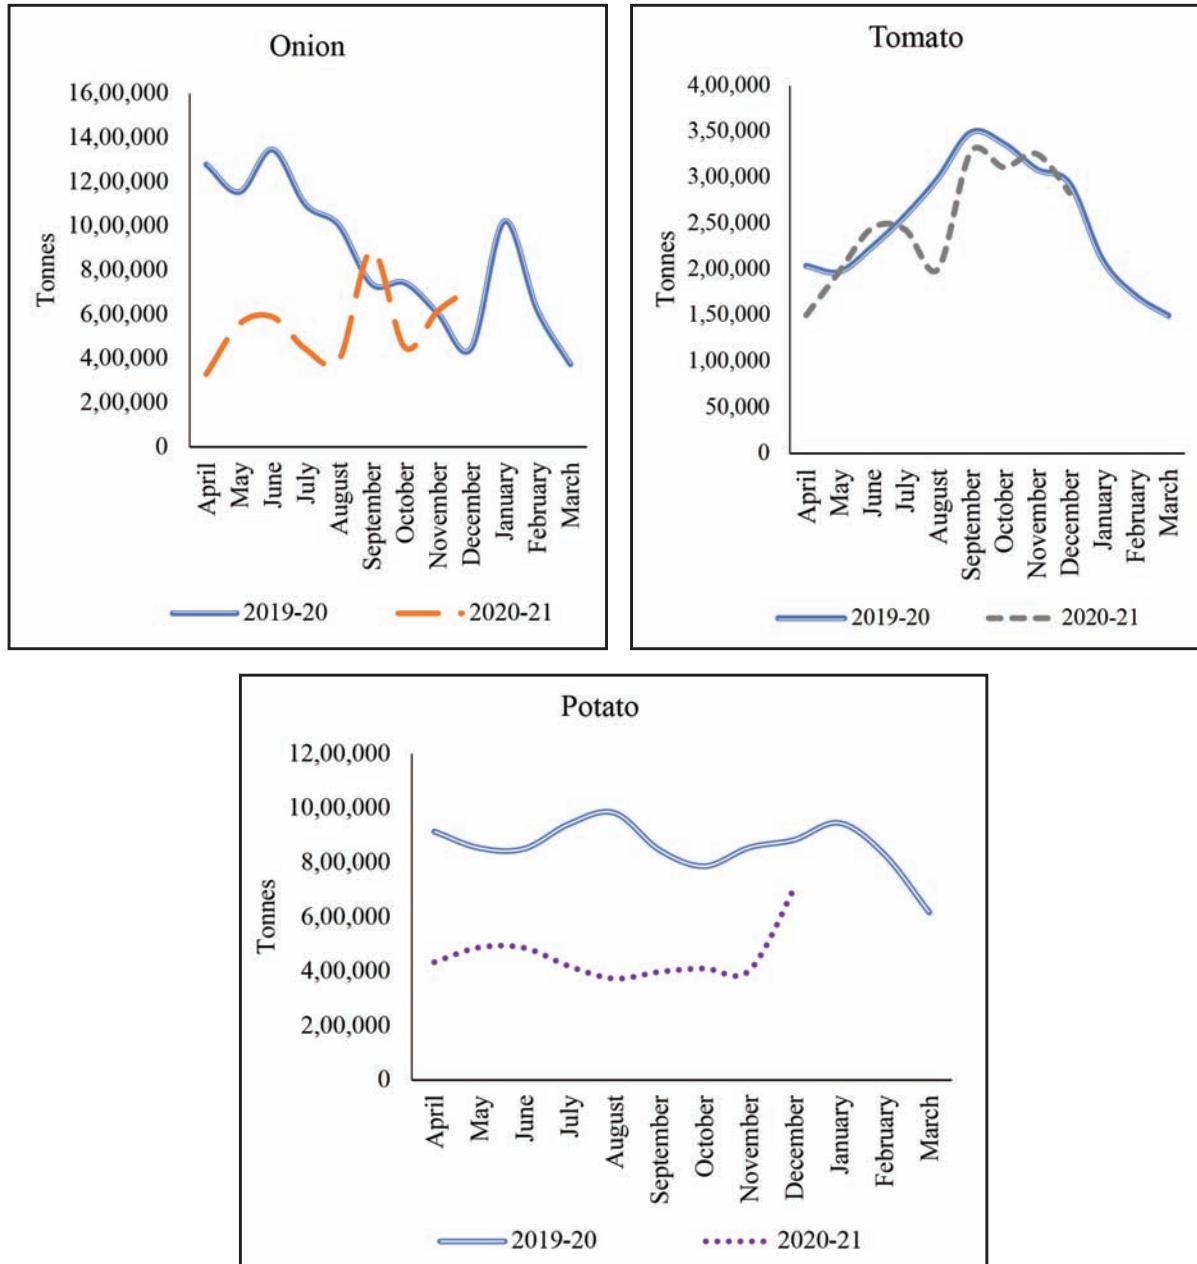 Onion
16,00,000
14,00,000
12,00,000
10,00,000
8,00,000
6,00,000
4,00,000
2,00,000
0
Tonnes
April
May
June
July
August
September
October
November
December
January
February
March
2019-20
2020-21
Tomato
4,00,000
3,50,000
3,00,000
2,50,000
2,00,000
1,50,000
1,00,000
50,000
0
Tonnes
April
May
June
July
August
September
October
November
December
January
February
March
2019-20
2020-21
Potato
12,00,000
10,00,000
8,00,000
6,00,000
4,00,000
2,00,000
0
Tonnes
April
May
June
July
August
September
October
November
December
January
February
March
2019-20
2020-21